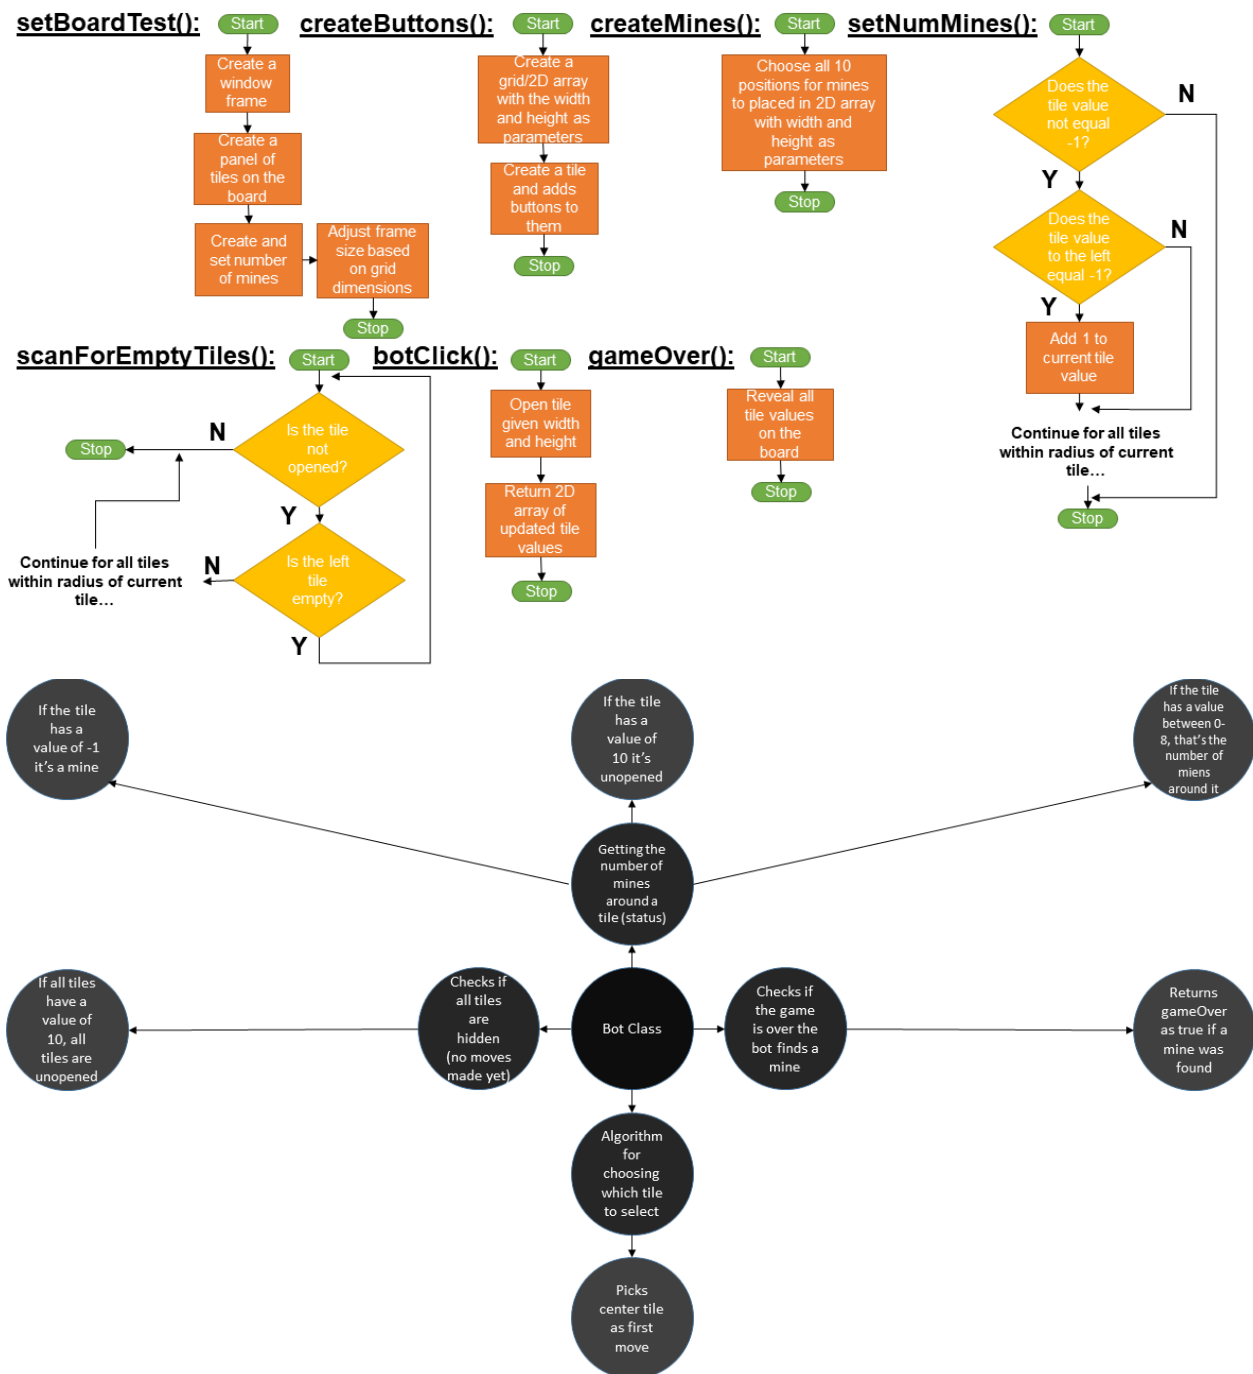 setBoardTest():
Start
Create a
window
frame
Create a
panel of
tiles on the
board
Create and
set number
of mines
Adjust frame
size based
on grid
dimensions
Stop
createButtons():
Start
Create a
grid/2D array
with the width
and height as
parameters
Create a tile
and adds
buttons to
them
Stop
createMines():
Start
Choose all 10
positions for mines
to placed in 2D array
with width and
height as
parameters
Stop
setNumMines():
Start
Does the
tile value
not equal
-1?
N
Y
Does the
tile value
to the left
equal -1?
N
Y
Add 1 to
current tile
value
Continue for all tiles
within radius of current
tile…
Stop
scanForEmptyTiles():
Start
Is the tile
not
opened?
N
Stop
Y
Is the left
tile
empty?
N
Continue for all tiles
within radius of current
tile…
Y
botClick():
Start
Open tile
given width
and height
Return 2D
array of
updated tile
values
Stop
gameOver():
Start
Reveal all
tile values
on the
board
Stop
If the tile
has a
value of -1
it's a mine
If the tile
has a
value of
10 it's
unopened
If the tile
has a value
between 0-
8, that's the
number of
miens
around it
Getting the
number of
mines
around a
tile (status)
If all tiles
have a
value of
10, all
tiles are
unopened
Checks if
all tiles
are
hidden
(no moves
made yet)
Bot Class
Checks if
the game
is over the
bot finds a
mine
Returns
gameOver
as true if a
mine was
found
Algorithm
for
choosing
which tile
to select
Picks
center tile
as first
move